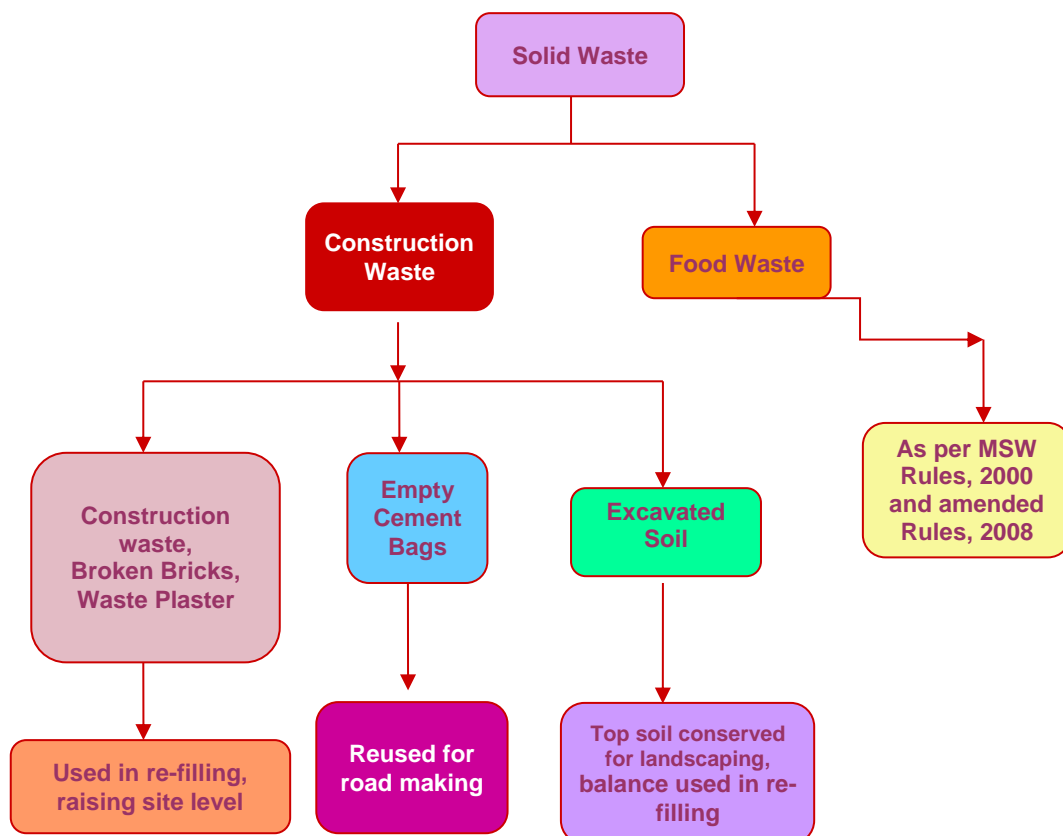 Solid Waste
Construction
Waste
Food Waste
Construction
waste,
Broken Bricks,
Waste Plaster
Empty
Cement
Bags
Excavated
Soil
As per MSW
Rules, 2000
and amended
Rules, 2008
Used in re-filling,
raising site level
Reused for
road making
Top soil conserved
for landscaping,
balance used in re-
filling